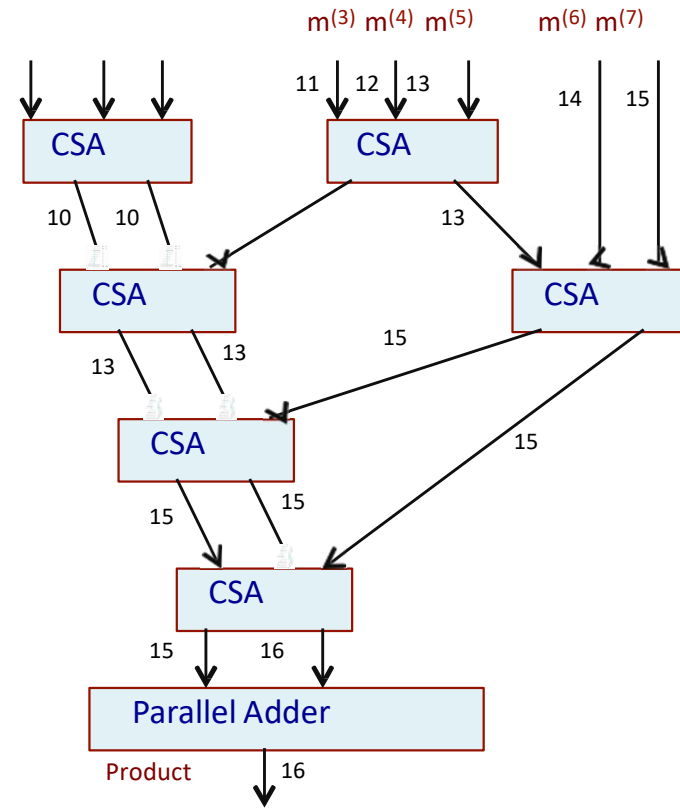 m(3) m(4) m(5) m(6) m(7)
11 12 13 14 15
CSA CSA
10 10 13
CSA CSA
13 13 15
CSA 15
15 15
CSA
15 16
Parallel Adder
Product 16